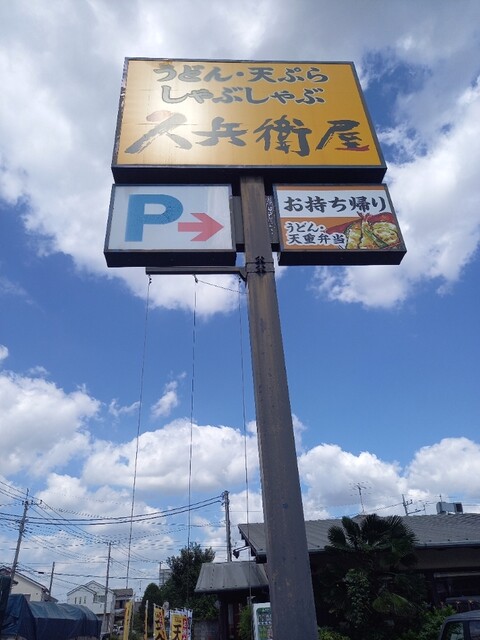 うどん・天ぷら
しゃぶしゃぶ
久兵衛屋
P
お持ち帰り
うどん・
天重弁当